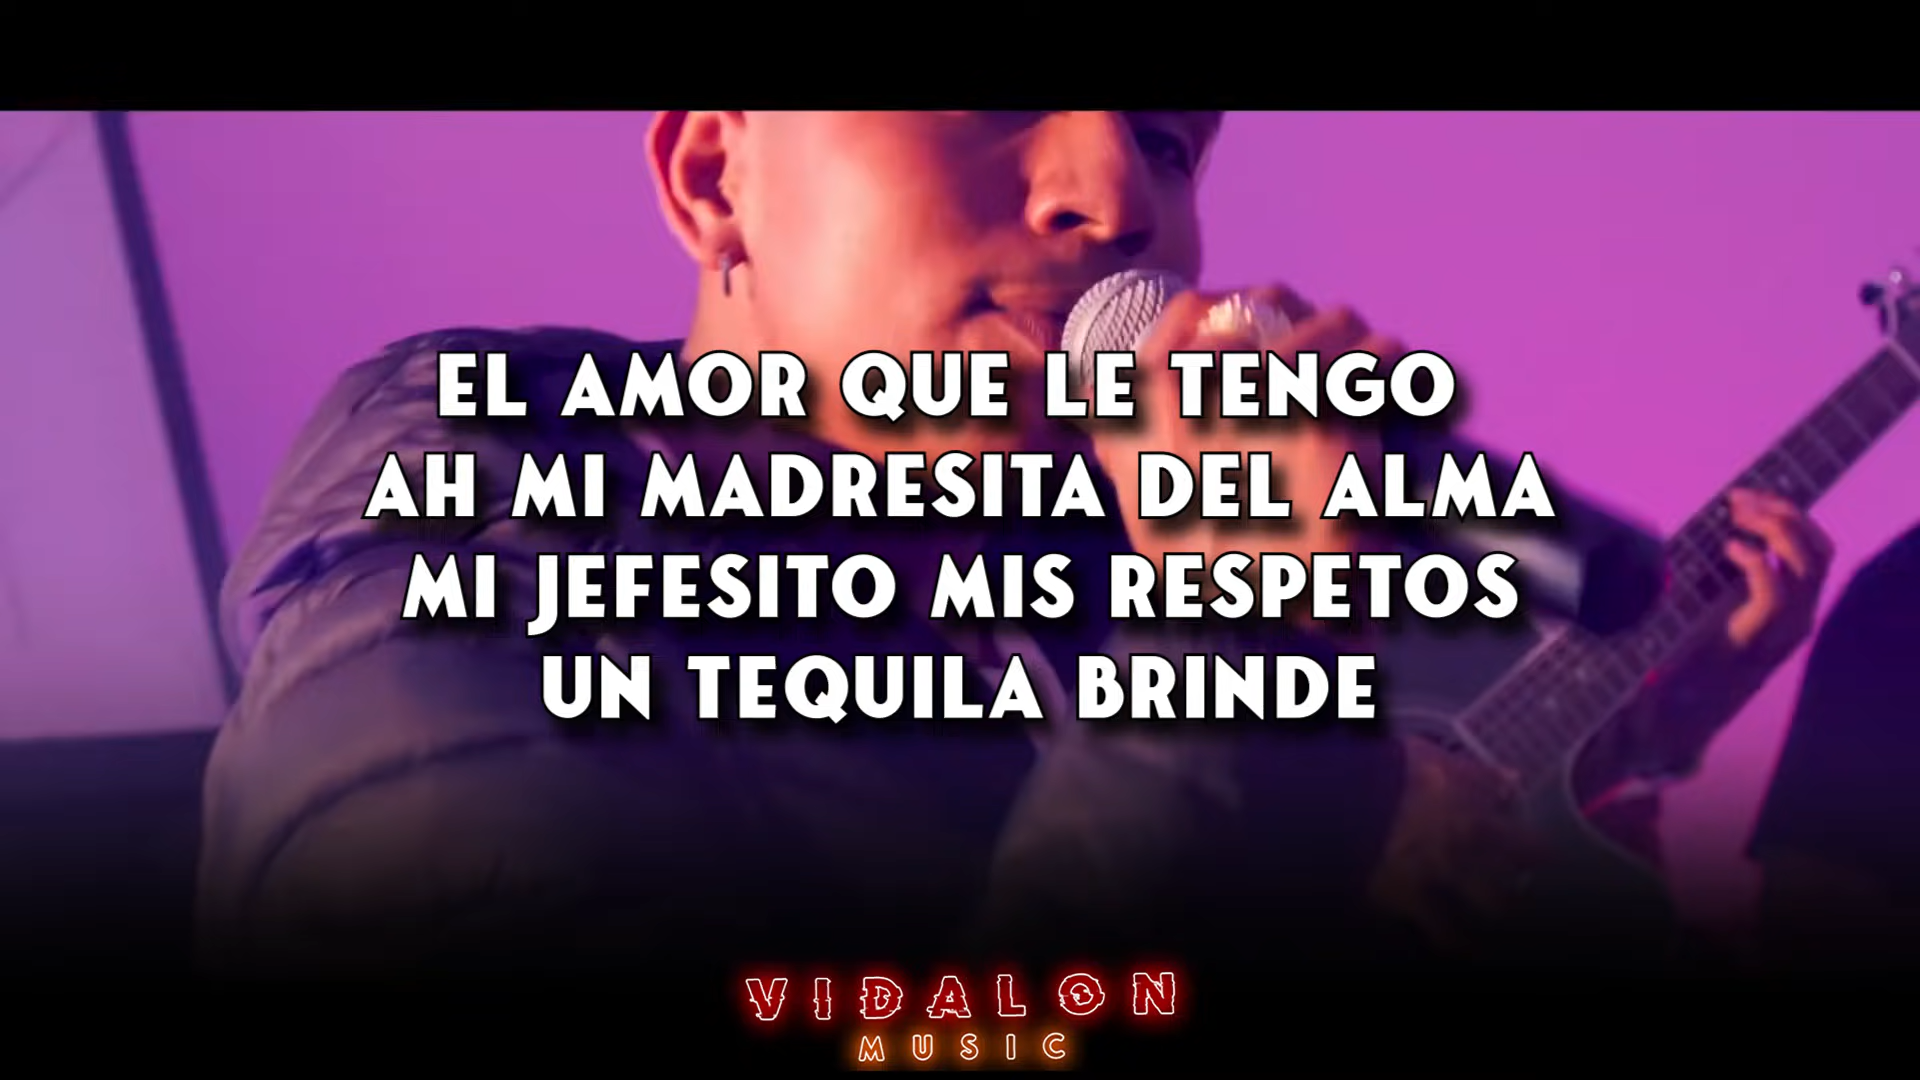 EL AMOR QUE LE TENGO
AH MI MADRESITA DEL ALMA
MI JEFESITO MIS RESPETOS
UN TEQUILA BRINDE
VIDALON
MUSIC